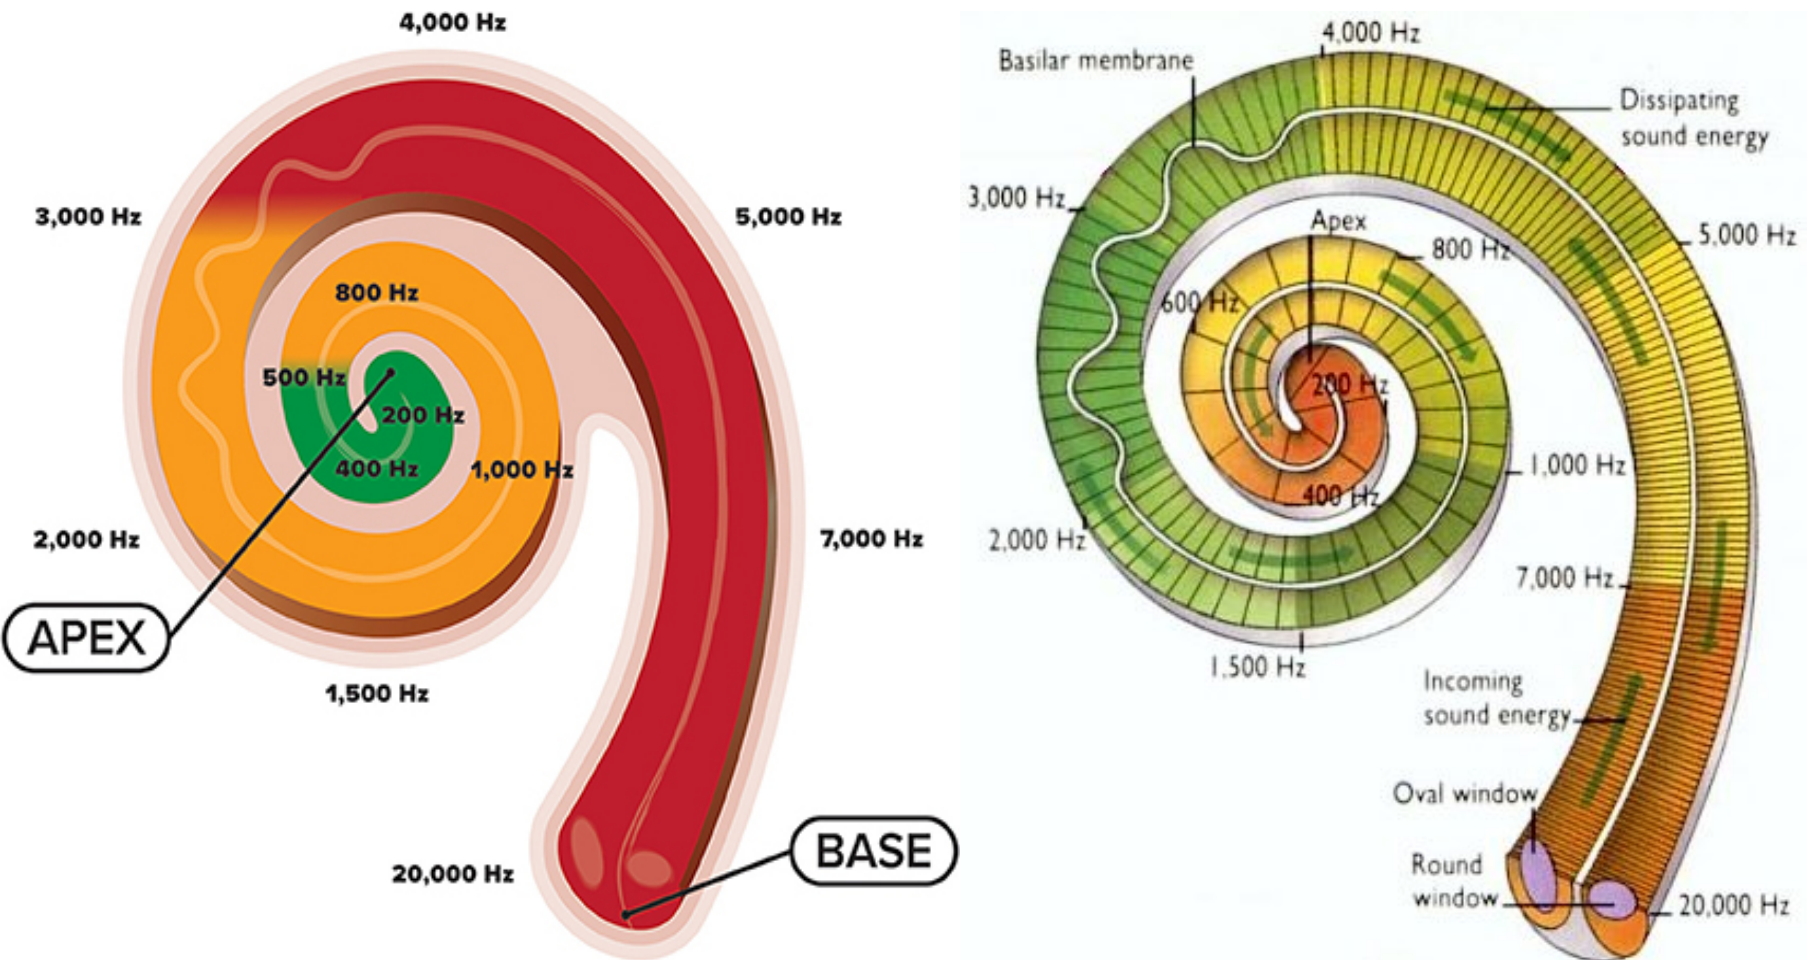 4,000 Hz
3,000 Hz
5,000 Hz
800 Hz
500 Hz
200 Hz
400 Hz
1,000 Hz
2,000 Hz
7,000 Hz
APEX
1,500 Hz
BASE
20,000 Hz
4,000 Hz
Basilar membrane
Dissipating
sound energy
3,000 Hz
Apex
800 Hz
5,000 Hz
600 Hz
200 Hz
1,000 Hz
400 Hz
2,000 Hz
7,000 Hz
1.500 Hz
Incoming
sound energy
Oval window
Round
window
20,000 Hz